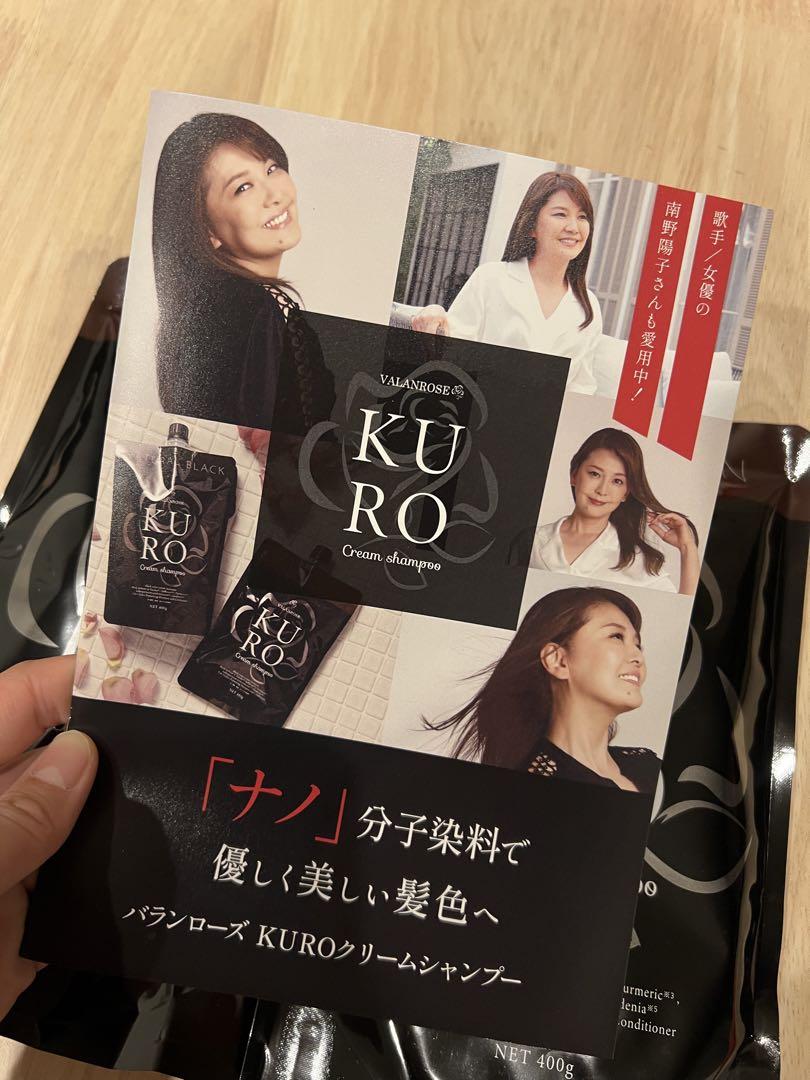 歌手／女優の
南野陽子さんも愛用中！
VALANROSE
KU
RO
Cream shampoo
BLACK
KU
RO
Cream shampoo
NET 400g
KU
RO
Cream shampoo
「ナノ」分子染料で
優しく美しい髪色へ
バランローズ KUROクリームシャンプー
urmeric※3,
denia※5
onditioner
NET 400g